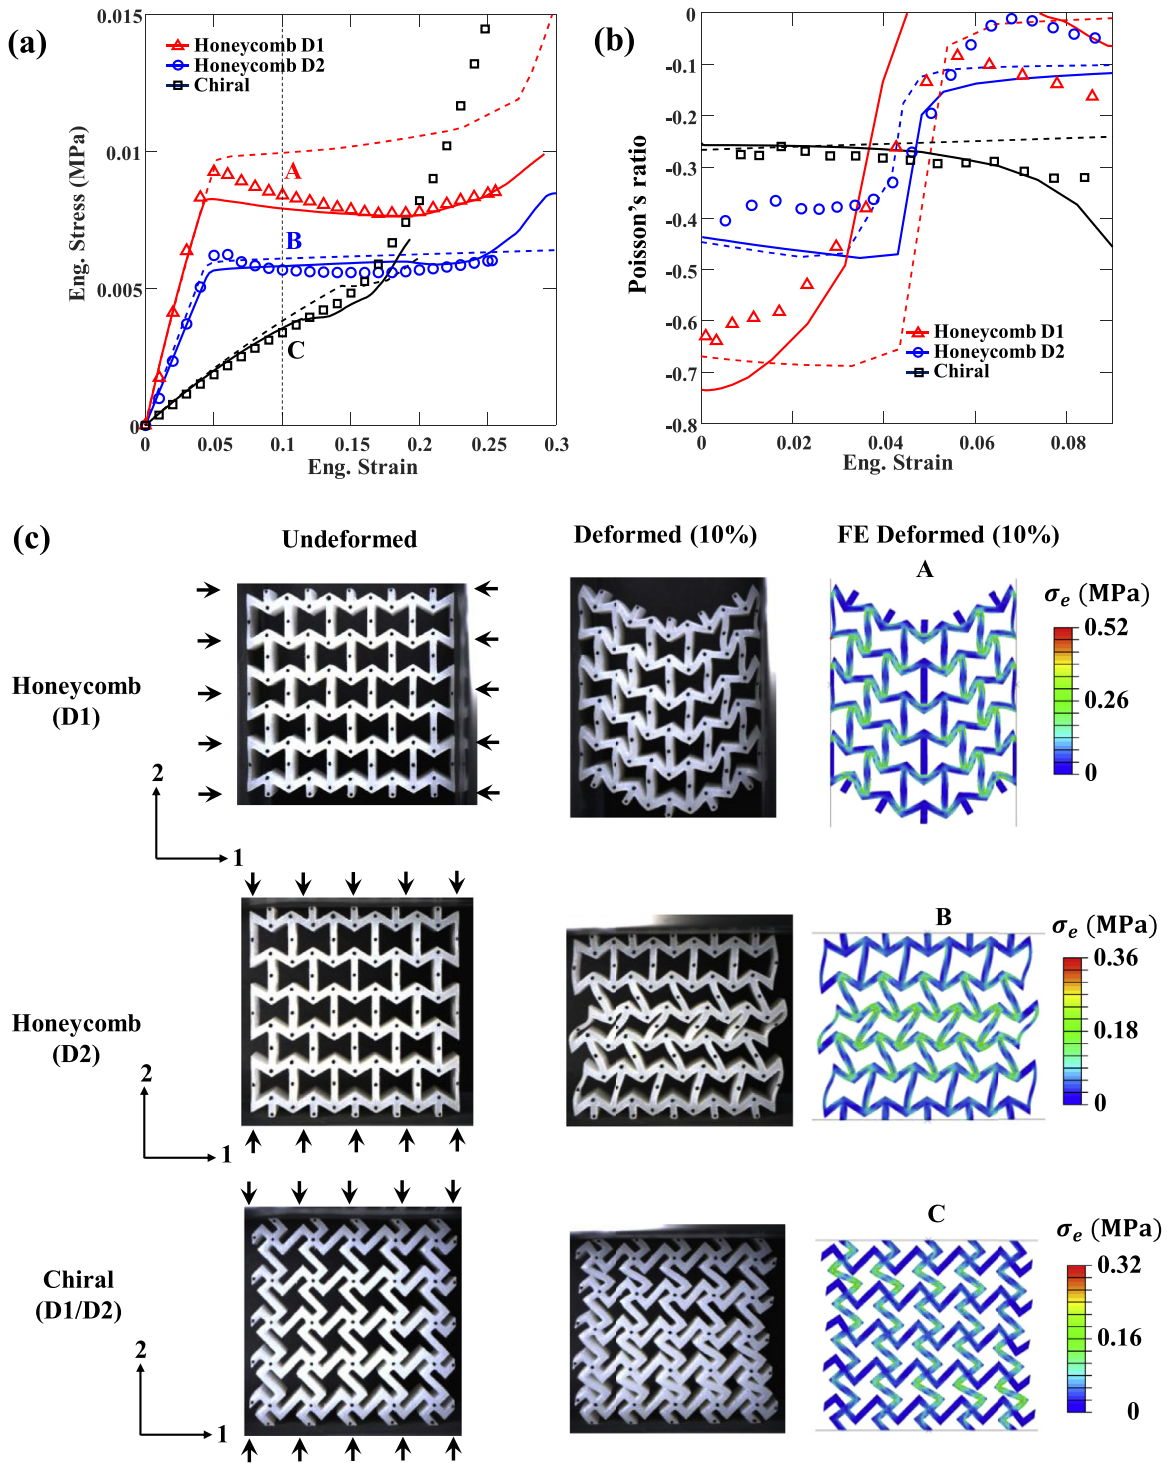 (a)
0.015
0.01
0.005
0
Eng. Stress (MPa)
Honeycomb D1
Honeycomb D2
Chiral
A
B
C
0 0.05 0.1 0.15 0.2 0.25 0.3
Eng. Strain
(b)
0
-0.1
-0.2
-0.3
-0.4
-0.5
-0.6
-0.7
-0.8
Poisson's ratio
Honeycomb D1
Honeycomb D2
Chiral
0 0.02 0.04 0.06 0.08
Eng. Strain
(c)
Undeformed
Deformed (10%)
FE Deformed (10%)
Honeycomb
(D1)
2
1
A
σₑ (MPa)
0.52
0.26
0
Honeycomb
(D2)
2
1
B
σₑ (MPa)
0.36
0.18
0
Chiral
(D1/D2)
2
1
C
σₑ (MPa)
0.32
0.16
0